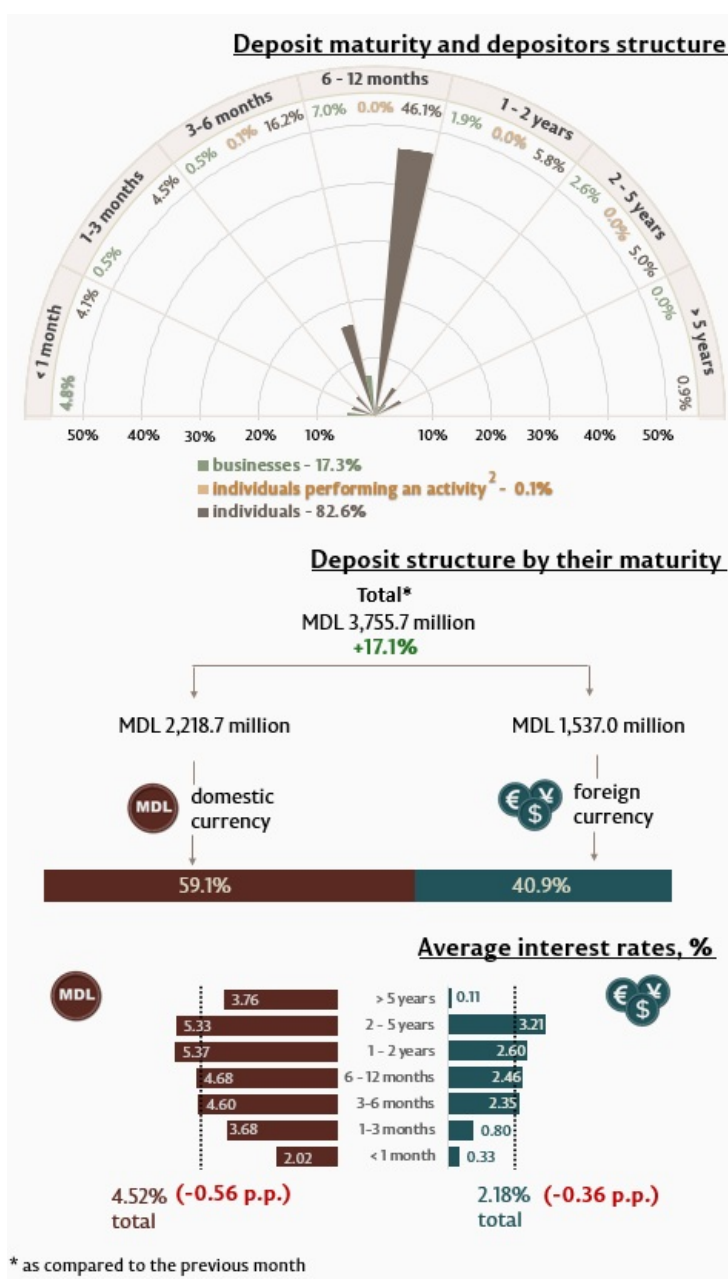 Deposit maturity and depositors structure
< 1 month
1-3 months
3-6 months
6 - 12 months
1 - 2 years
2 - 5 years
> 5 years
4.8%
4.1%
0.5%
4.5%
0.5%
0.1%
16.2%
7.0%
0.0%
46.1%
1.9%
0.0%
5.8%
2.6%
0.0%
5.0%
0.0%
0.9%
50% 40% 30% 20% 10% 10% 20% 30% 40% 50%
businesses - 17.3%
individuals performing an activity 2 - 0.1%
individuals - 82.6%
Deposit structure by their maturity
Total*
MDL 3,755.7 million
+17.1%
MDL 2,218.7 million
MDL 1,537.0 million
MDL
domestic
currency
€ ¥ $
foreign
currency
59.1% 40.9%
Average interest rates, %
MDL
€ ¥ $
3.76 > 5 years 0.11
5.33 2 - 5 years 3.21
5.37 1 - 2 years 2.60
4.68 6 - 12 months 2.46
4.60 3-6 months 2.35
3.68 1-3 months 0.80
2.02 < 1 month 0.33
4.52% (-0.56 p.p.)
total
2.18% (-0.36 p.p.)
total
* as compared to the previous month